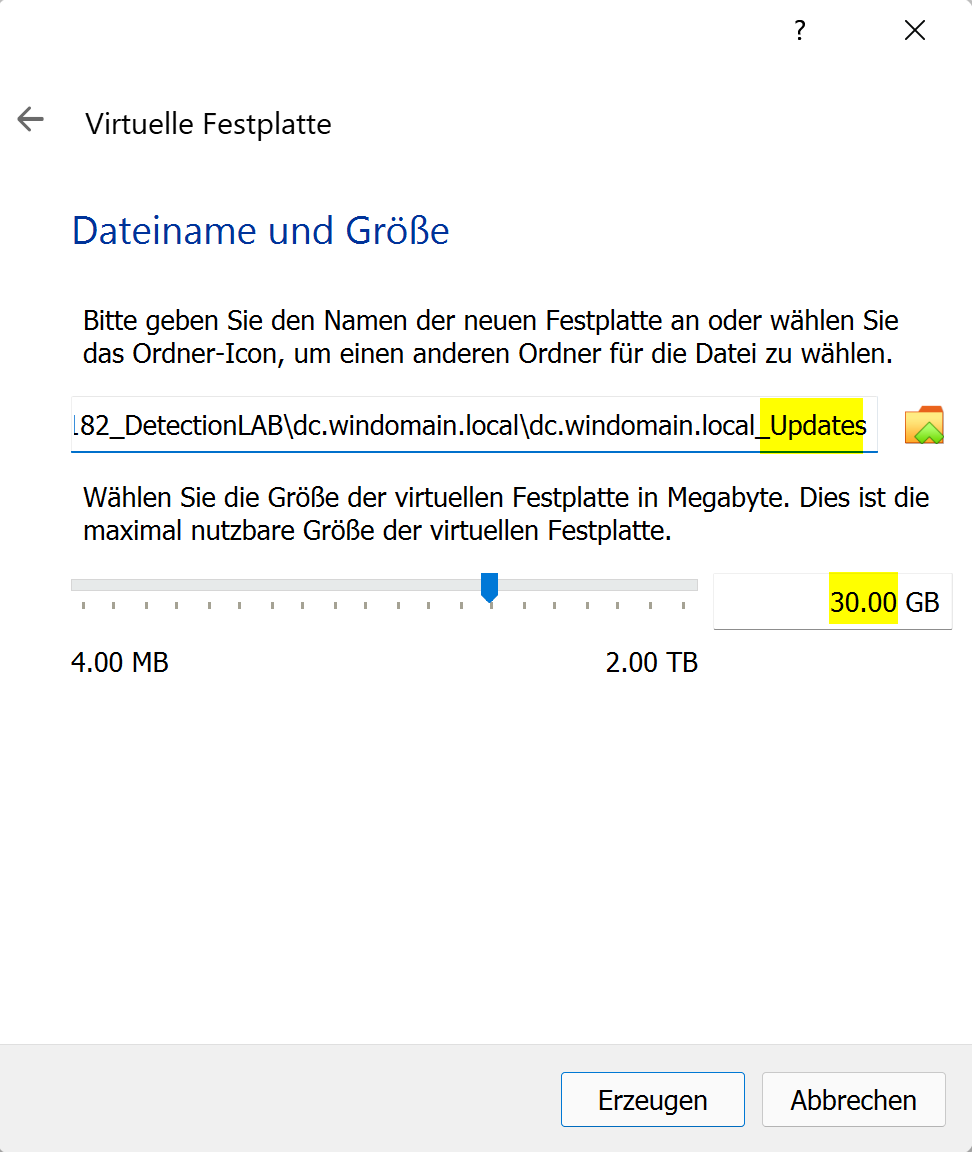 ?
Virtuelle Festplatte
Dateiname und Größe
Bitte geben Sie den Namen der neuen Festplatte an oder wählen Sie
das Ordner-Icon, um einen anderen Ordner für die Datei zu wählen.
182_DetectionLAB\dc.windomain.local\dc.windomain.local_Updates
Wählen Sie die Größe der virtuellen Festplatte in Megabyte. Dies ist die
maximal nutzbare Größe der virtuellen Festplatte.
30.00 GB
4.00 MB 2.00 TB
Erzeugen Abbrechen